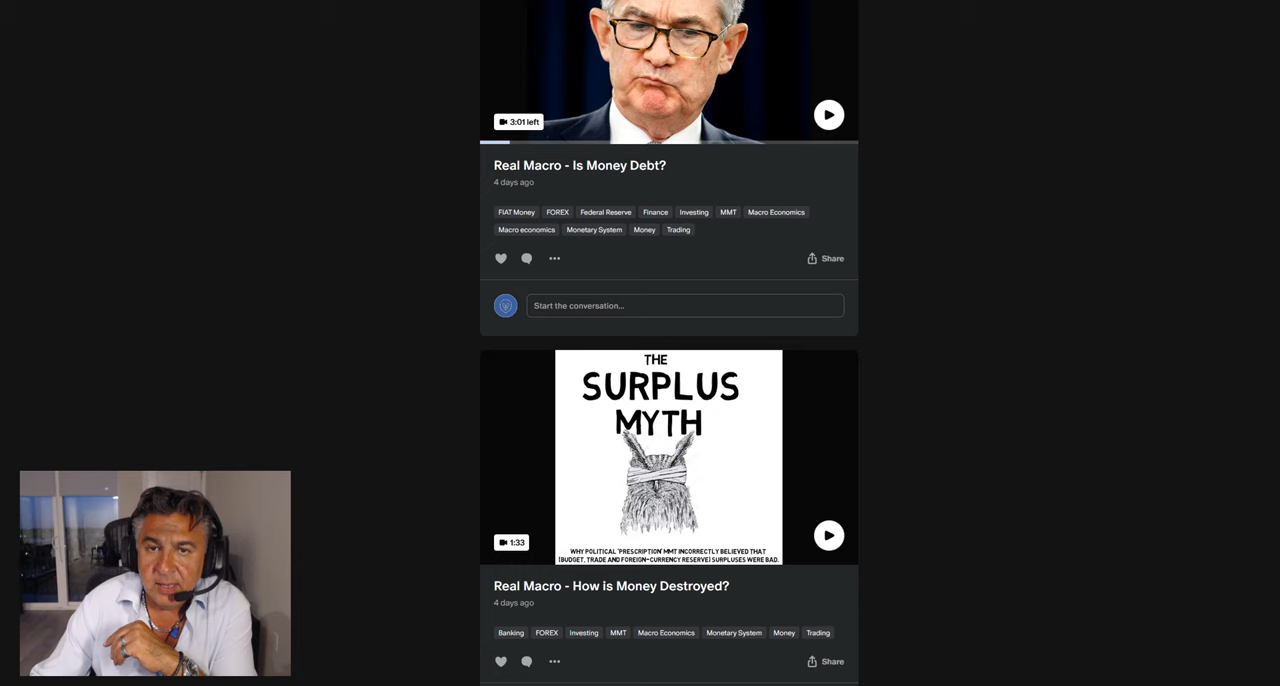 3:01 left
Real Macro - Is Money Debt?
4 days ago
FIAT Money FOREX Federal Reserve Finance Investing MMT Macro Economics
Macro economics Monetary System Money Trading
Share
Start the conversation...
THE
SURPLUS
MYTH
WHY POLITICAL 'PRESCRIPTION' MMT INCORRECTLY BELIEVED THAT
(BUDGET, TRADE AND FOREIGN-CURRENCY RESERVE) SURPLUSES WERE BAD.
1:33
Real Macro - How is Money Destroyed?
4 days ago
Banking FOREX Investing MMT Macro Economics Monetary System Money Trading
Share